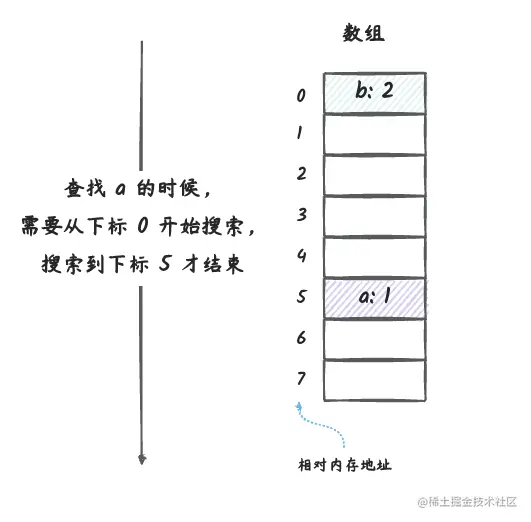 数组
0
b: 2
1
2
查找 a 的时候，
需要从下标 0 开始搜索，
搜索到下标 5 才结束
3
4
5
a: 1
6
7
相对内存地址
@稀土掘金技术社区